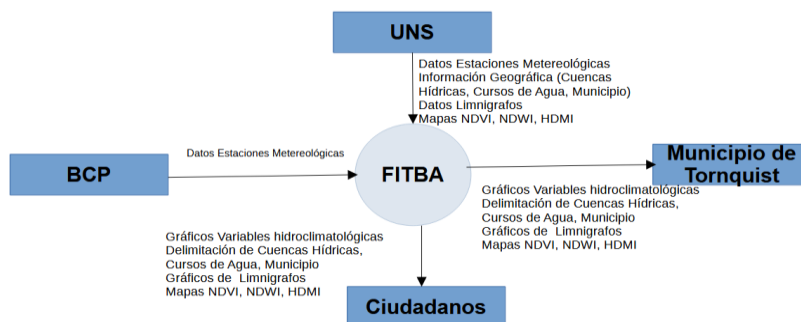 UNS
Datos Estaciones Metereológicas
Información Geográfica (Cuencas
Hídricas, Cursos de Agua, Municipio)
Datos Limnigrafos
Mapas NDVI, NDWI, HDMI
Datos Estaciones Metereológicas
BCP
FITBA
Municipio de
Tornquist
Gráficos Variables hidroclimatológicas
Delimitación de Cuencas Hídricas,
Cursos de Agua, Municipio
Gráficos de Limnigrafos
Mapas NDVI, NDWI, HDMI
Gráficos Variables hidroclimatológicas
Delimitación de Cuencas Hídricas,
Cursos de Agua, Municipio
Gráficos de Limnigrafos
Mapas NDVI, NDWI, HDMI
Ciudadanos